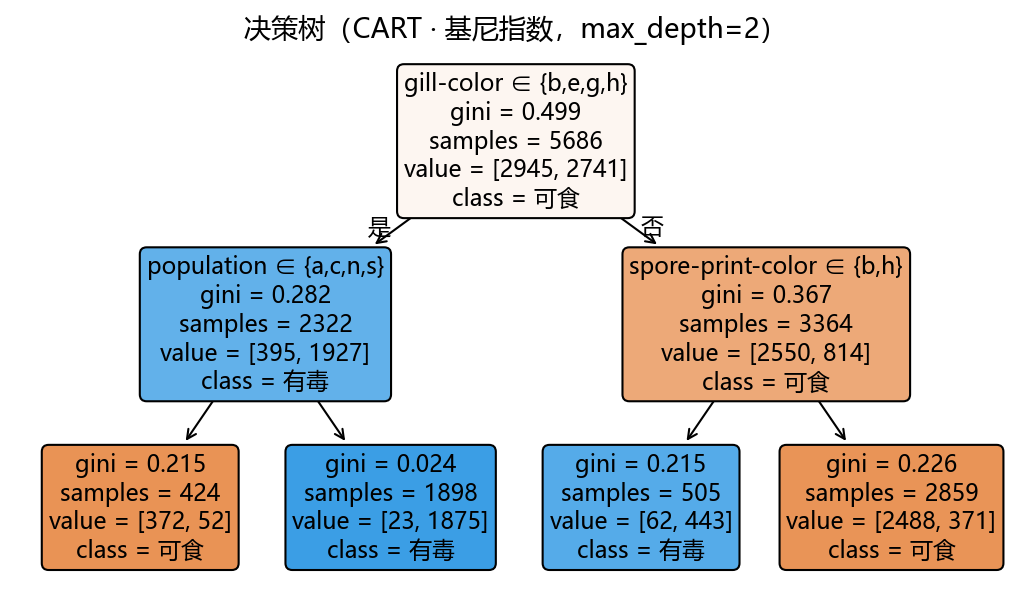 决策树（CART · 基尼指数，max_depth=2）
gill-color ∈ {b,e,g,h}
gini = 0.499
samples = 5686
value = [2945, 2741]
class = 可食
是
否
population ∈ {a,c,n,s}
gini = 0.282
samples = 2322
value = [395, 1927]
class = 有毒
spore-print-color ∈ {b,h}
gini = 0.367
samples = 3364
value = [2550, 814]
class = 可食
gini = 0.215
samples = 424
value = [372, 52]
class = 可食
gini = 0.024
samples = 1898
value = [23, 1875]
class = 有毒
gini = 0.215
samples = 505
value = [62, 443]
class = 有毒
gini = 0.226
samples = 2859
value = [2488, 371]
class = 可食